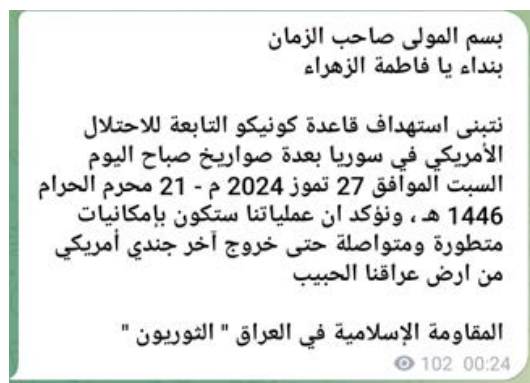 بسم المولى صاحب الزمان
بنداء يا فاطمة الزهراء
نتبنى استهداف قاعدة كونيكو التابعة للاحتلال
الأمريكي في سوريا بعدة صواريخ صباح اليوم
السبت الموافق 27 تموز 2024 م - 21 محرم الحرام
1446 هـ ، ونؤكد ان عملياتنا ستكون بإمكانيات
متطورة ومتواصلة حتى خروج آخر جندي أمريكي
من ارض عراقنا الحبيب
المقاومة الإسلامية في العراق " الثوريون "
102 00:24